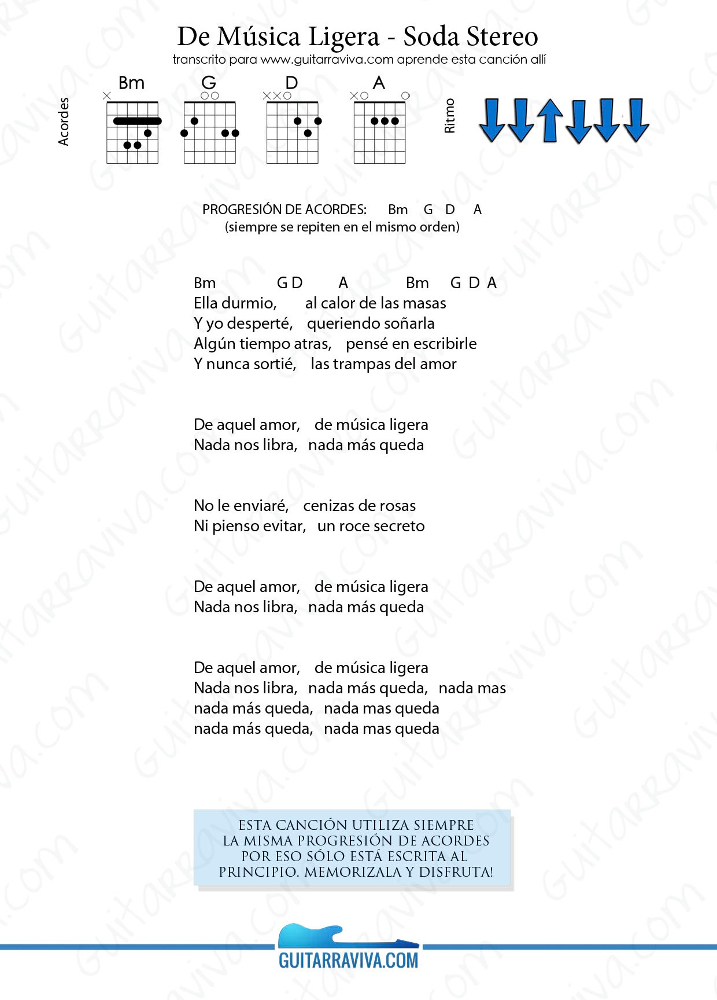 De Música Ligera - Soda Stereo
transcrito para www.guitarraviva.com aprende esta canción allí
Acordes
Bm G D A
Ritmo
PROGRESIÓN DE ACORDES: Bm G D A
(siempre se repiten en el mismo orden)
Bm G D A Bm G D A
Ella durmio, al calor de las masas
Y yo desperté, queriendo soñarla
Algún tiempo atras, pensé en escribirle
Y nunca sortié, las trampas del amor
De aquel amor, de música ligera
Nada nos libra, nada más queda
No le enviaré, cenizas de rosas
Ni pienso evitar, un roce secreto
De aquel amor, de música ligera
Nada nos libra, nada más queda
De aquel amor, de música ligera
Nada nos libra, nada más queda, nada mas
nada más queda, nada mas queda
nada más queda, nada mas queda
ESTA CANCIÓN UTILIZA SIEMPRE
LA MISMA PROGRESIÓN DE ACORDES
POR ESO SÓLO ESTÁ ESCRITA AL
PRINCIPIO. MEMORIZALA Y DISFRUTA!
GUITARRAVIVA.COM